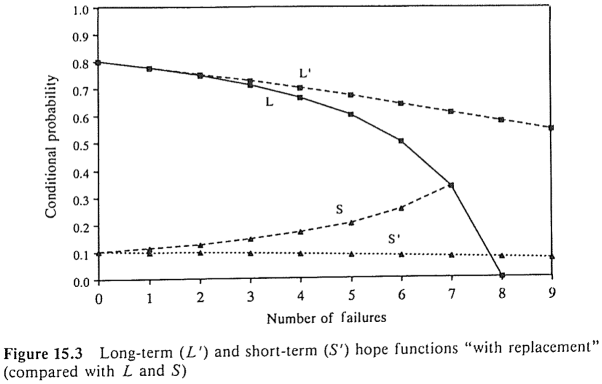 1.0
0.9
0.8
0.7
0.6
0.5
0.4
0.3
0.2
0.1
0.0
Conditional probability
L'
L
S
S'
0 1 2 3 4 5 6 7 8 9
Number of failures
Figure 15.3 Long-term (L') and short-term (S') hope functions "with replacement"
(compared with L and S)